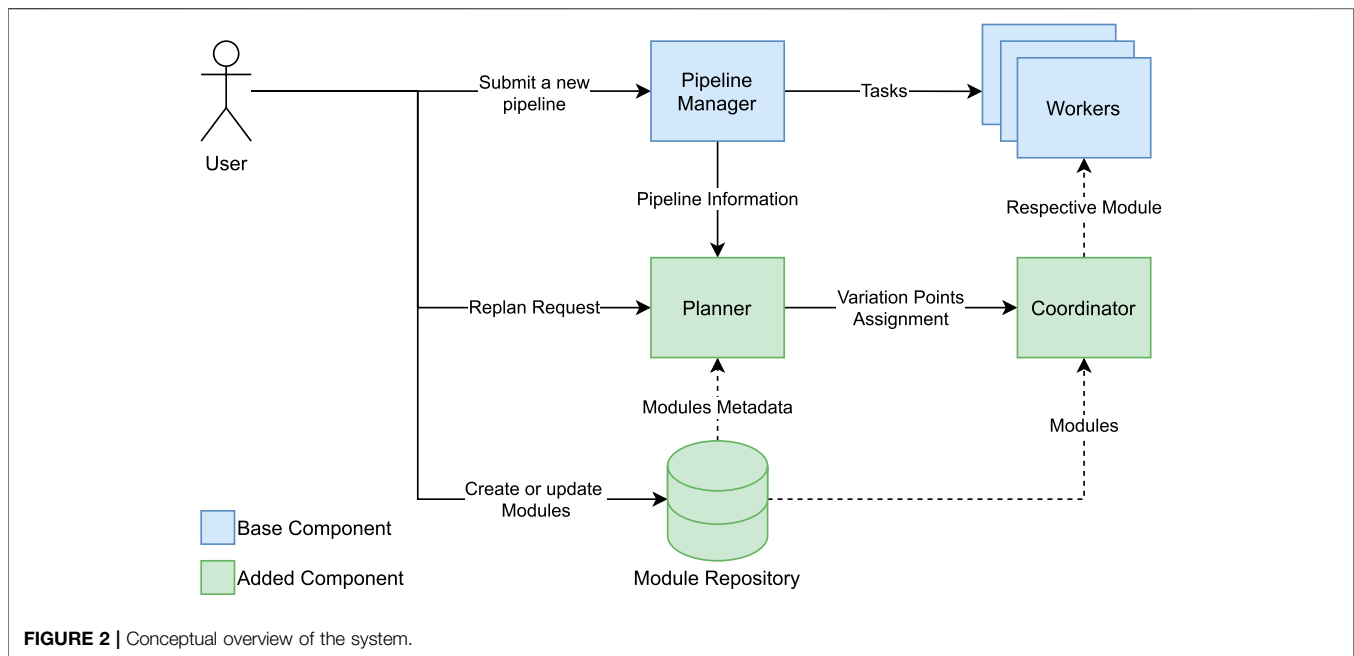 Submit a new
pipeline
Pipeline
Manager
Tasks
Workers
User
Pipeline Information
Respective Module
Replan Request
Planner
Variation Points
Assignment
Coordinator
Modules Metadata
Modules
Create or update
Modules
Base Component
Added Component
Module Repository
FIGURE 2 | Conceptual overview of the system.